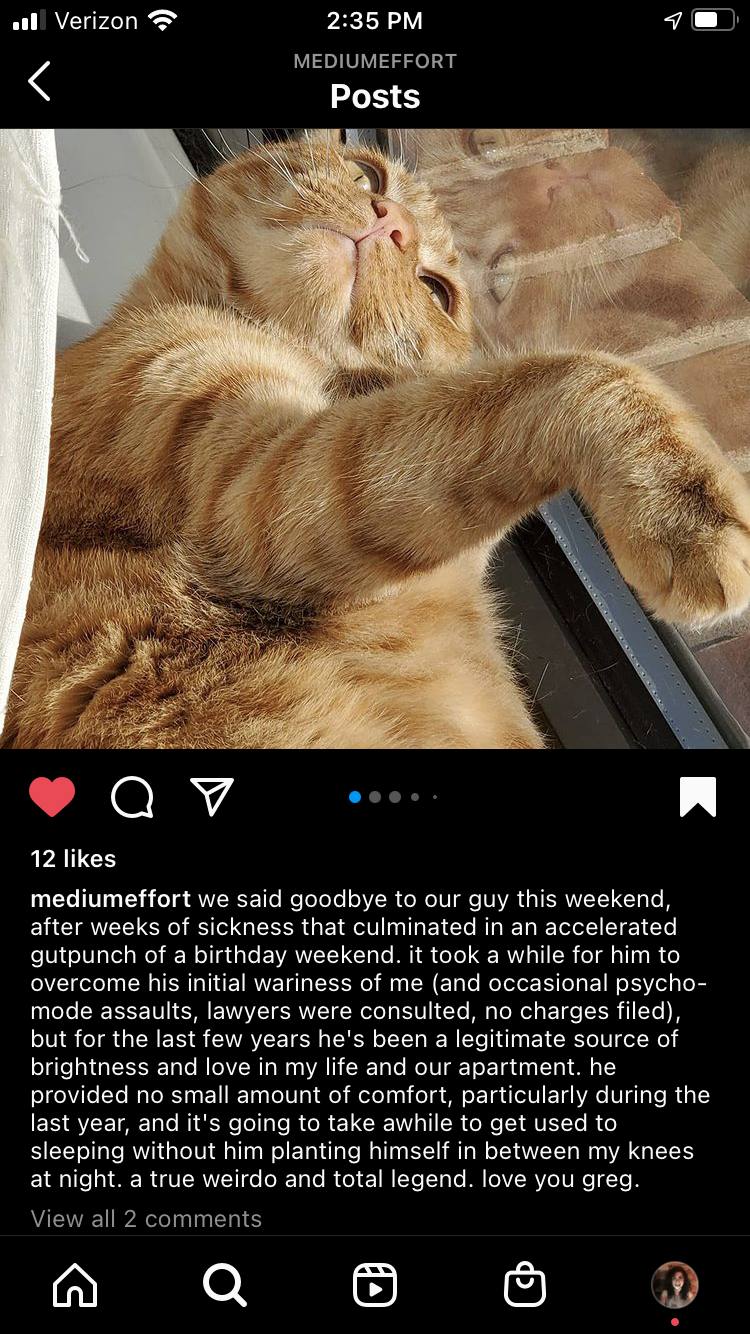 Verizon 2:35 PM
MEDIUMEFFORT
Posts
12 likes
mediumeffort we said goodbye to our guy this weekend,
after weeks of sickness that culminated in an accelerated
gutpunch of a birthday weekend. it took a while for him to
overcome his initial wariness of me (and occasional psycho-
mode assaults, lawyers were consulted, no charges filed),
but for the last few years he's been a legitimate source of
brightness and love in my life and our apartment. he
provided no small amount of comfort, particularly during the
last year, and it's going to take awhile to get used to
sleeping without him planting himself in between my knees
at night. a true weirdo and total legend. love you greg.
View all 2 comments